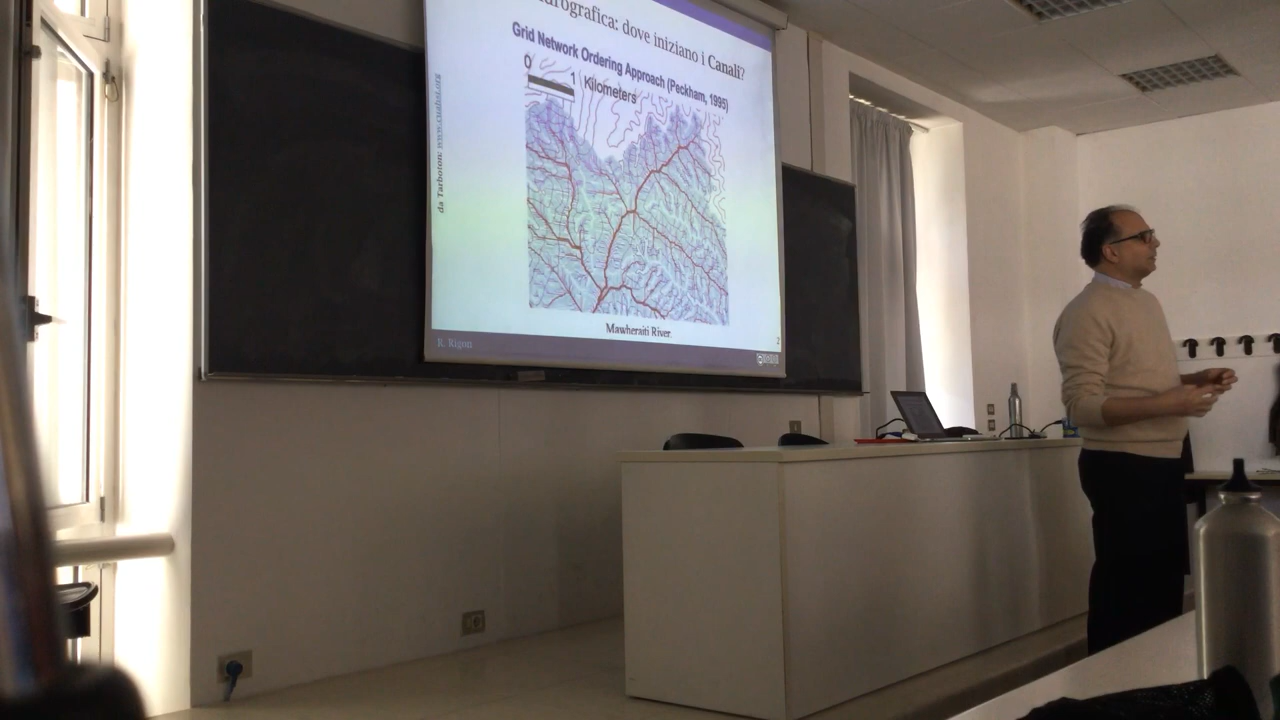 drografica: dove iniziano i Canali?
Grid Network Ordering Approach (Peckham, 1995)
0 1 Kilometers
da Tarboton: www.cuahsi.org
Mawheraiti River
R. Rigon
2